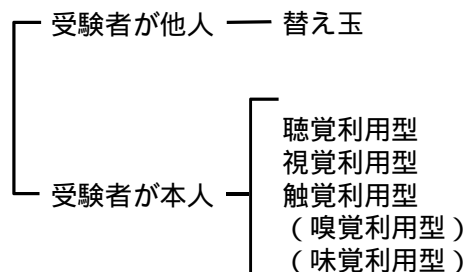 受験者が他人 替え玉
聴覚利用型
視覚利用型
受験者が本人 触覚利用型
(嗅覚利用型)
(味覚利用型)